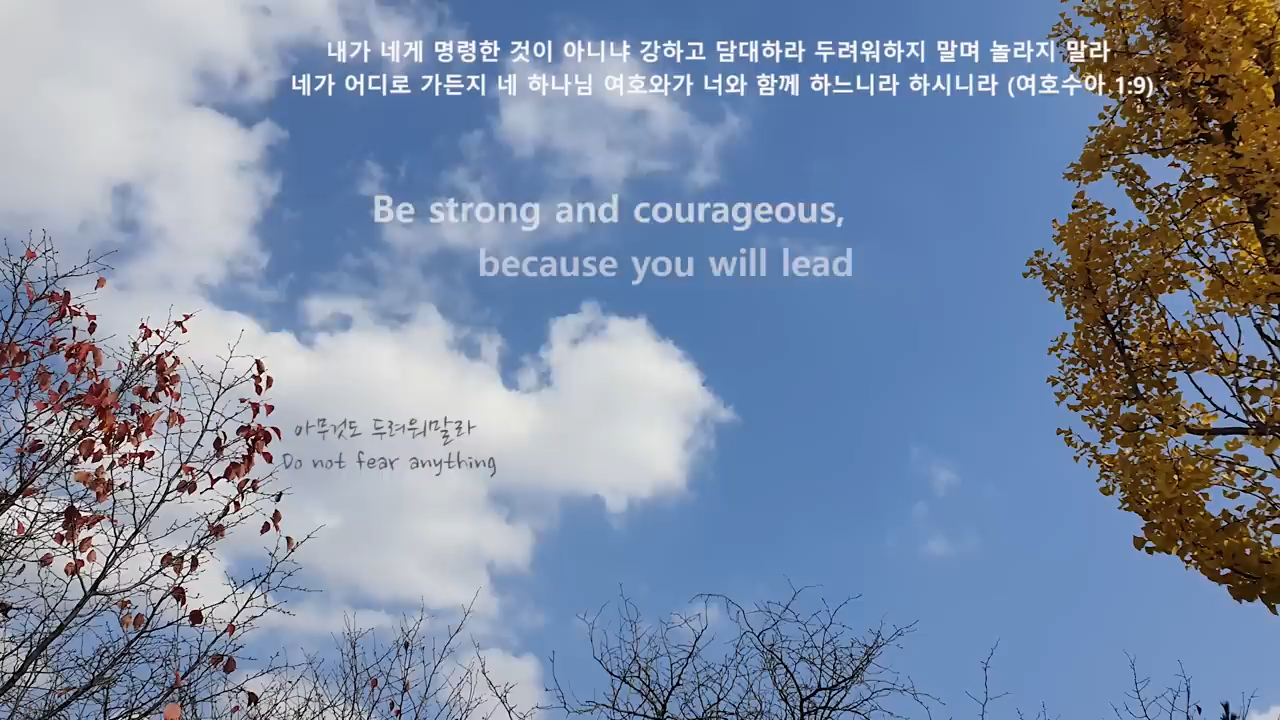 내가 네게 명령한 것이 아니냐 강하고 담대하라 두려워하지 말며 놀라지 말라
네가 어디로 가든지 네 하나님 여호와가 너와 함께 하느니라 하시니라 (여호수아 1:9)
Be strong and courageous,
because you will lead
아무것도 두려워말라
Do not fear anything